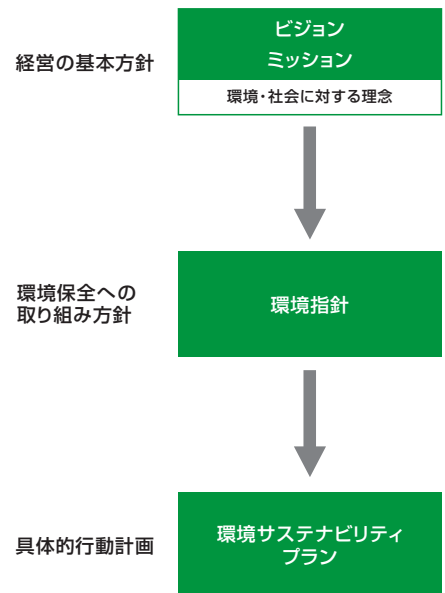 ビジョン
ミッション
経営の基本方針
環境・社会に対する理念
環境保全への
取り組み方針
環境指針
具体的行動計画
環境サステナビリティ
プラン